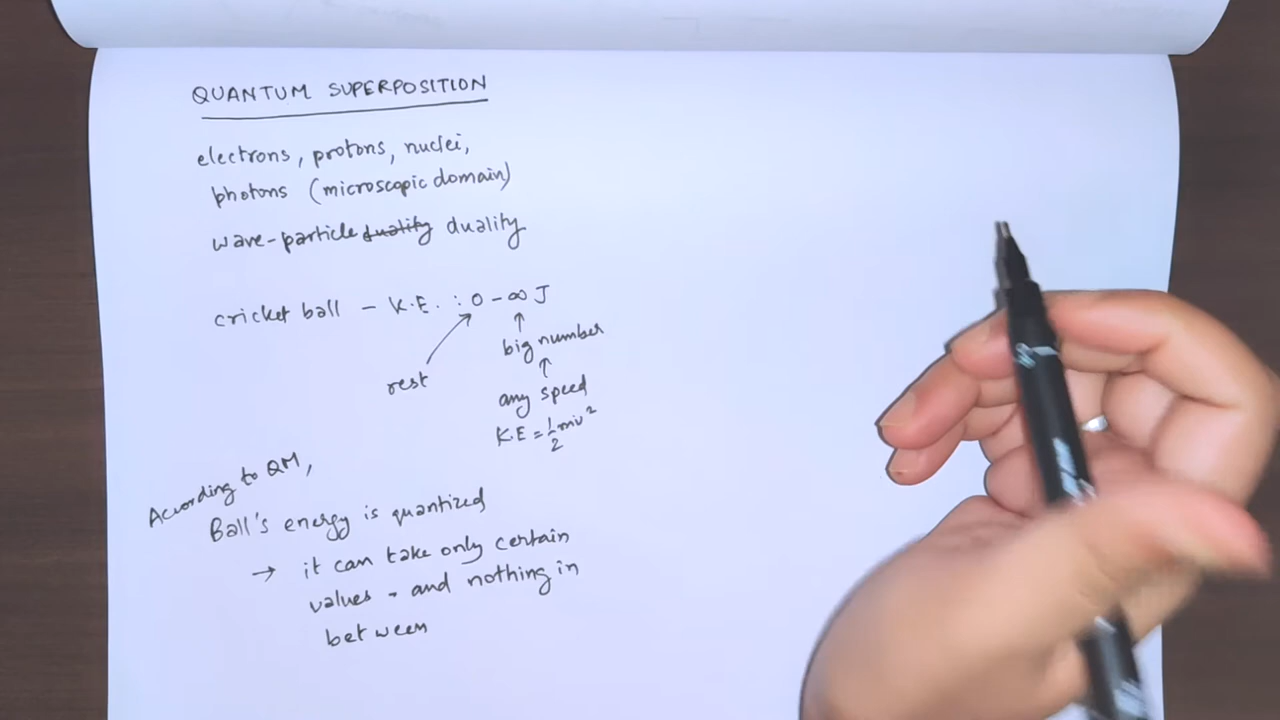 QUANTUM SUPERPOSITION
electrons, protons, nuclei,
photons (microscopic domain)
wave-particle duality duality
cricket ball - K.E. : 0 - ∞ J
rest
big number
any speed
K.E = 1/2 mv²
According to QM,
Ball's energy is quantized
→ it can take only certain
values - and nothing in
between